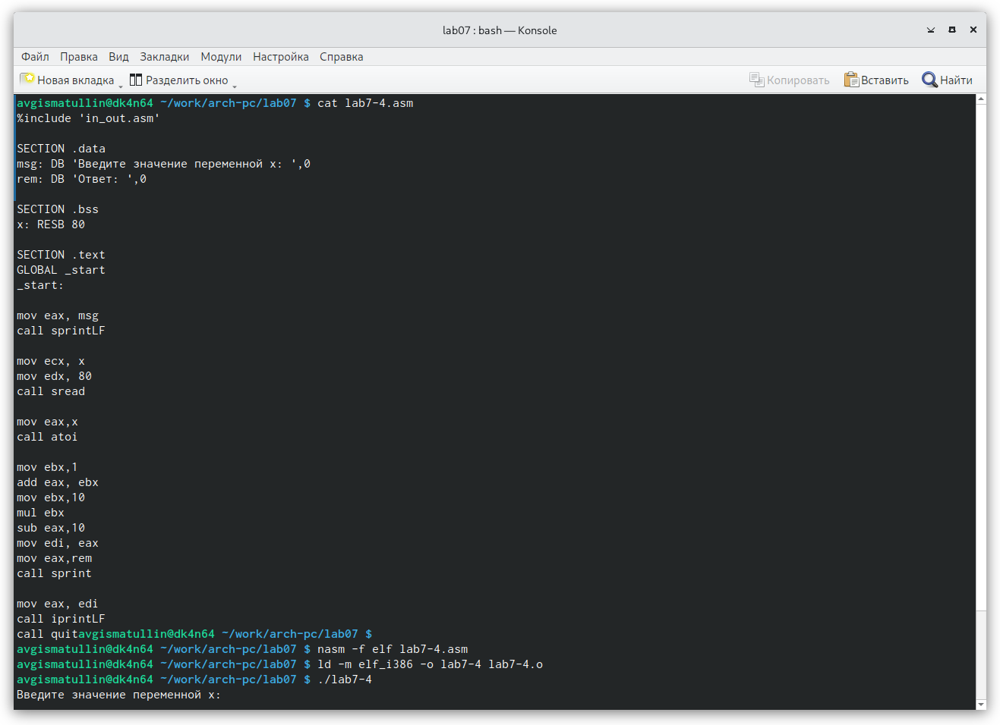 lab07 : bash — Konsole
Файл Правка Вид Закладки Модули Настройка Справка
Новая вкладка Разделить окно Копировать Вставить Найти
avgismatullin@dk4n64 ~/work/arch-pc/lab07 $ cat lab7-4.asm
%include 'in_out.asm'
SECTION .data
msg: DB 'Введите значение переменной x: ',0
rem: DB 'Ответ: ',0
SECTION .bss
x: RESB 80
SECTION .text
GLOBAL _start
_start:
mov eax, msg
call sprintLF
mov ecx, x
mov edx, 80
call sread
mov eax,x
call atoi
mov ebx,1
add eax, ebx
mov ebx,10
mul ebx
sub eax,10
mov edi, eax
mov eax,rem
call sprint
mov eax, edi
call iprintLF
call quitavgismatullin@dk4n64 ~/work/arch-pc/lab07 $
avgismatullin@dk4n64 ~/work/arch-pc/lab07 $ nasm -f elf lab7-4.asm
avgismatullin@dk4n64 ~/work/arch-pc/lab07 $ ld -m elf_i386 -o lab7-4 lab7-4.o
avgismatullin@dk4n64 ~/work/arch-pc/lab07 $ ./lab7-4
Введите значение переменной x: